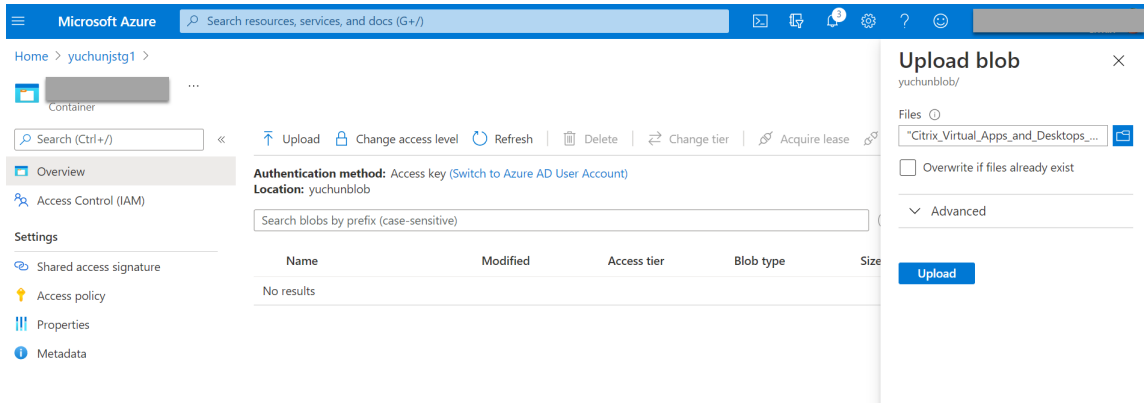 Microsoft Azure
Search resources, services, and docs (G+/)
3
Home > yuchunjstg1 >
...
Container
Search (Ctrl+/)
«
Overview
Access Control (IAM)
Settings
Shared access signature
Access policy
Properties
Metadata
Upload
Change access level
Refresh
Delete
Change tier
Acquire lease
Authentication method: Access key (Switch to Azure AD User Account)
Location: yuchunblob
Search blobs by prefix (case-sensitive)
Name Modified Access tier Blob type Size
No results
Upload blob
yuchunblob/
Files
"Citrix_Virtual_Apps_and_Desktops_...
Overwrite if files already exist
Advanced
Upload